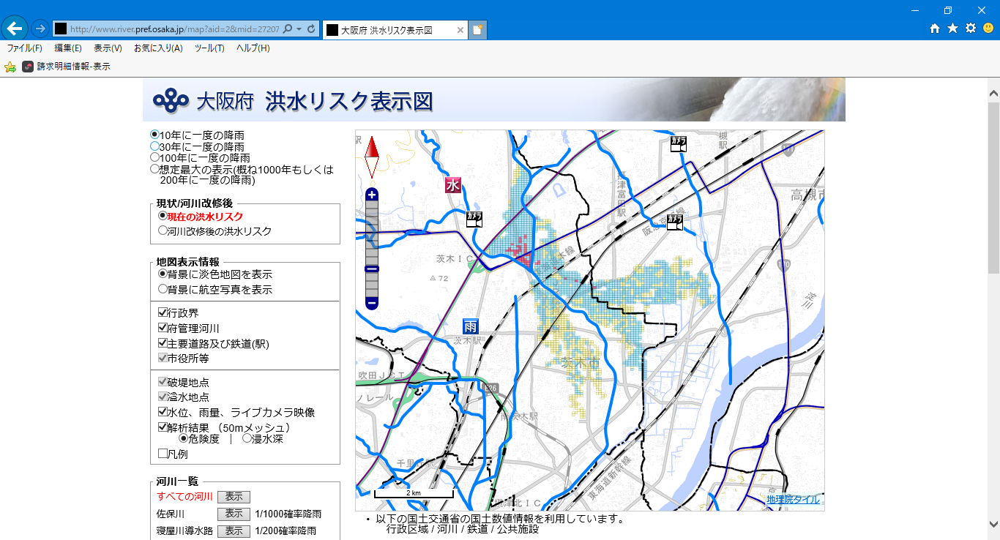 http://www.river.pref.osaka.jp/map?aid=2&mid=27207
大阪府 洪水リスク表示図
ファイル(F) 編集(E) 表示(V) お気に入り(A) ツール(T) ヘルプ(H)
請求明細情報-表示
大阪府 洪水リスク表示図
10年に一度の降雨
30年に一度の降雨
100年に一度の降雨
想定最大の表示(概ね1000年もしくは
200年に一度の降雨)
現状/河川改修後
現在の洪水リスク
河川改修後の洪水リスク
地図表示情報
背景に淡色地図を表示
背景に航空写真を表示
行政界
府管理河川
主要道路及び鉄道(駅)
市役所等
破堤地点
溢水地点
水位、雨量、ライブカメラ映像
解析結果 (50mメッシュ)
危険度 | 浸水深
凡例
河川一覧
すべての河川 表示
佐保川 表示 1/1000確率降雨
寝屋川導水路 表示 1/200確率降雨
駅
カメラ
槻駅
水
摂津富田駅
高槻市
カメラ
カメラ
阪急京
線
茨木IC
木線
72
淀川
雨
茨木駅
茨木市
吹田JCT
E26
ノレール
南茨木駅
千里丘駅
東海道新幹線
摂津北IC
2 km
地理院タイル
・ 以下の国土交通省の国土数値情報を利用しています。
行政区域 / 河川 / 鉄道 / 公共施設